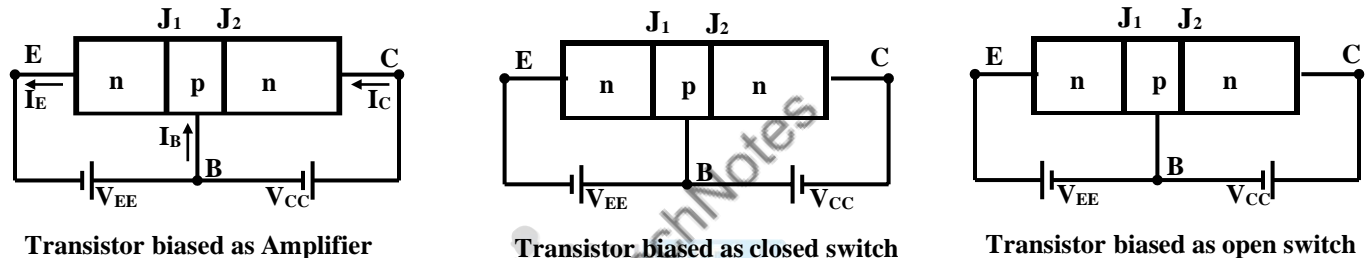 J1 J2
E C
n p n
IE IC
IB
B
VEE VCC
Transistor biased as Amplifier
J1 J2
E C
n p n
B
VEE VCC
Transistor biased as closed switch
J1 J2
E C
n p n
B
VEE VCC
Transistor biased as open switch